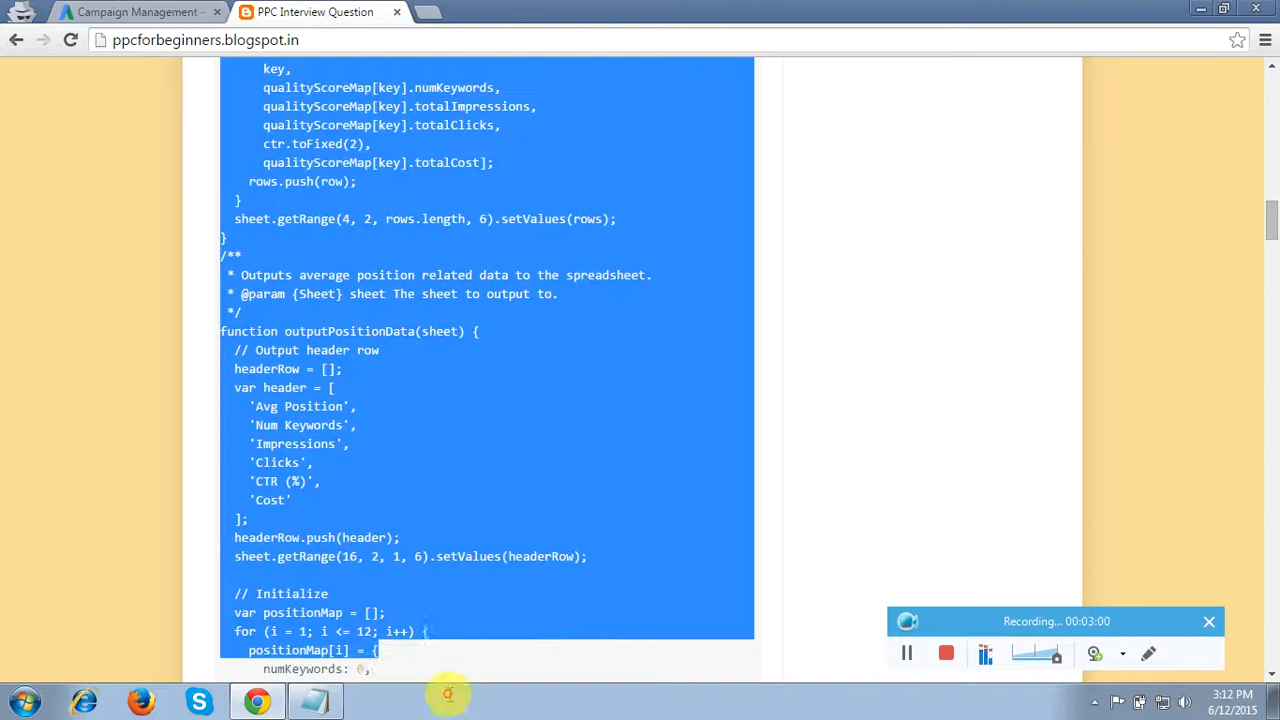 Campaign Management –
PPC Interview Question
ppcforbeginners.blogspot.in
key,
qualityScoreMap[key].numKeywords,
qualityScoreMap[key].totalImpressions,
qualityScoreMap[key].totalClicks,
ctr.toFixed(2),
qualityScoreMap[key].totalCost];
rows.push(row);
}
sheet.getRange(4, 2, rows.length, 6).setValues(rows);
}
/**
* Outputs average position related data to the spreadsheet.
* @param {Sheet} sheet The sheet to output to.
*/
function outputPositionData(sheet) {
// Output header row
headerRow = [];
var header = [
'Avg Position',
'Num Keywords',
'Impressions',
'Clicks',
'CTR (%)',
'Cost'
];
headerRow.push(header);
sheet.getRange(16, 2, 1, 6).setValues(headerRow);
// Initialize
var positionMap = [];
for (i = 1; i <= 12; i++) {
positionMap[i] = {
numKeywords: 0,
Recording... 00:03:00
3:12 PM
6/12/2015